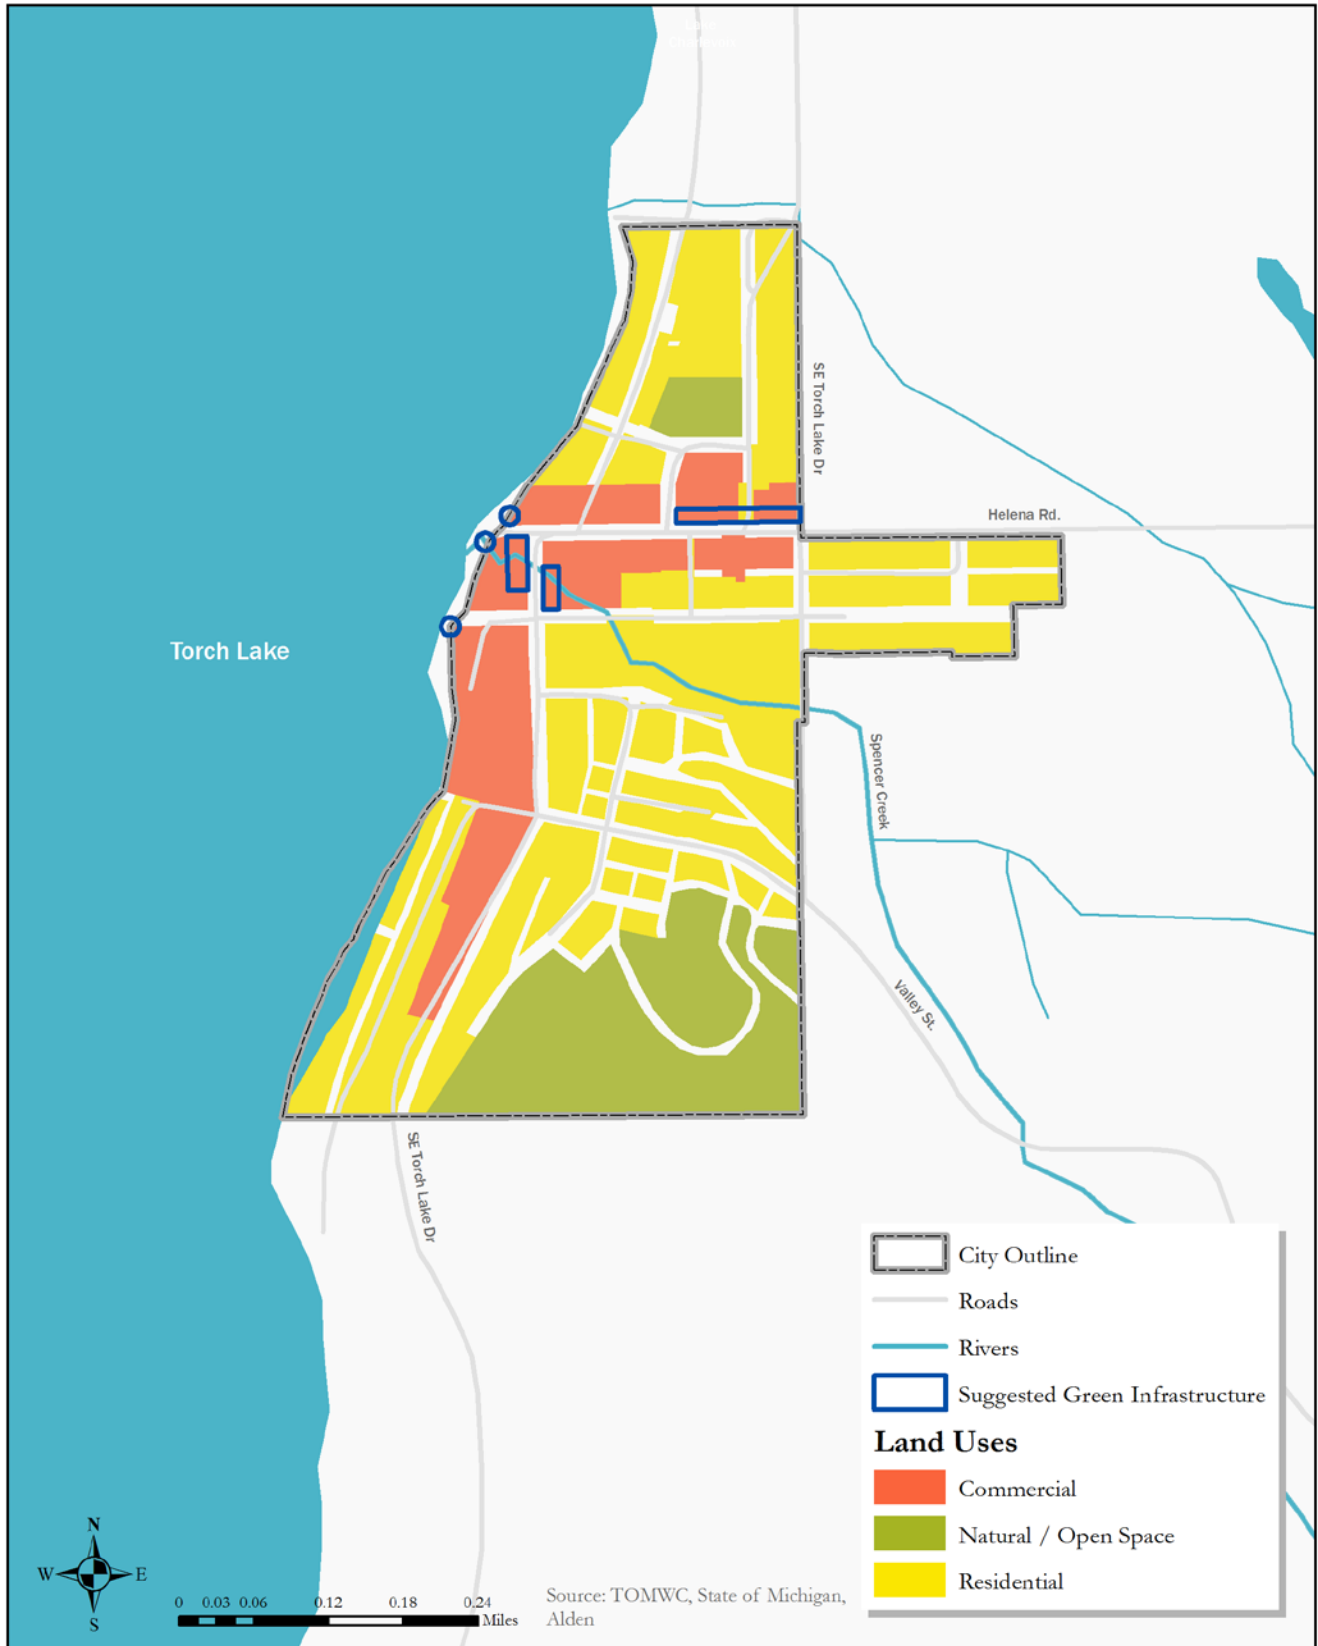 SE Torch Lake Dr
Helena Rd.
Torch Lake
Spencer Creek
Valley St.
SE Torch Lake Dr
City Outline
Roads
Rivers
Suggested Green Infrastructure
Land Uses
Commercial
Natural / Open Space
Residential
N
W E
S
0 0.03 0.06 0.12 0.18 0.24
Miles
Source: TOMWC, State of Michigan,
Alden